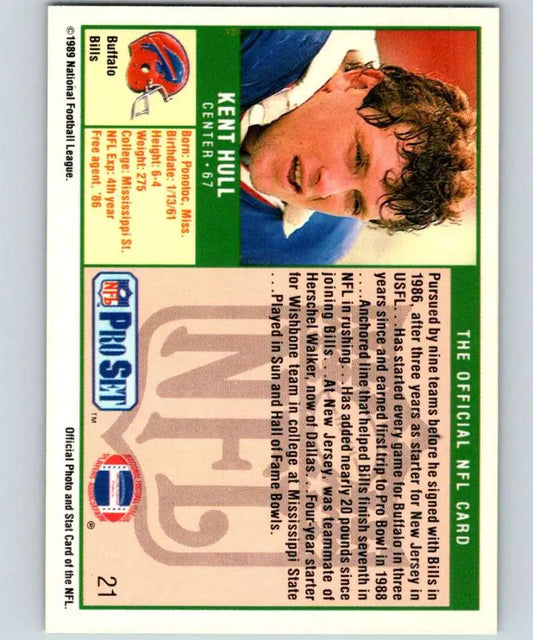 THE OFFICIAL NFL CARD
KENT HULL
CENTER • 67
Born: Ponotoc, Miss.
Birthdate: 1/13/61
Height: 6-4
Weight: 275
College: Mississippi St.
NFL Exp: 4th year
Free agent, '86
Buffalo
Bills
Pursued by nine teams before he signed with Bills in
1986, after three years as starter for New Jersey in
USFL . . . Has started every game for Buffalo in three
years since and earned first trip to Pro Bowl in 1988
. . . Anchored line that helped Bills finish seventh in
NFL in rushing . . . Has added nearly 20 pounds since
joining Bills . . . At New Jersey was teammate of
Herschel Walker, now of Dallas . . . Four-year starter
for Wishbone team in college at Mississippi State
. . . Played in Sun and Hall of Fame Bowls.
NFL
NFL PRO SET ™
®
21
©1989 National Football League.
Official Photo and Stat Card of the NFL.